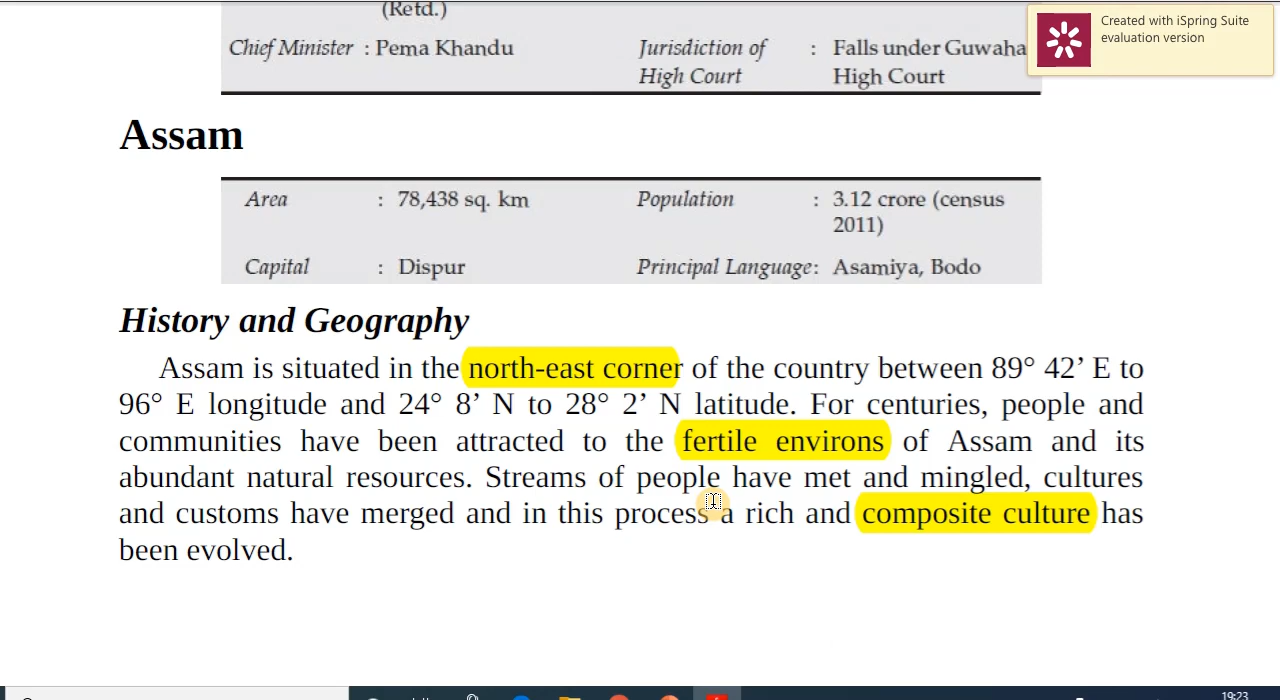 (Retd.)
Created with iSpring Suite
evaluation version
Chief Minister : Pema Khandu Jurisdiction of : Falls under Guwaha
High Court High Court
Assam
Area : 78,438 sq. km Population : 3.12 crore (census
2011)
Capital : Dispur Principal Language: Asamiya, Bodo
History and Geography
Assam is situated in the north-east corner of the country between 89° 42’ E to
96° E longitude and 24° 8’ N to 28° 2’ N latitude. For centuries, people and
communities have been attracted to the fertile environs of Assam and its
abundant natural resources. Streams of people have met and mingled, cultures
and customs have merged and in this process a rich and composite culture has
been evolved.
19:23